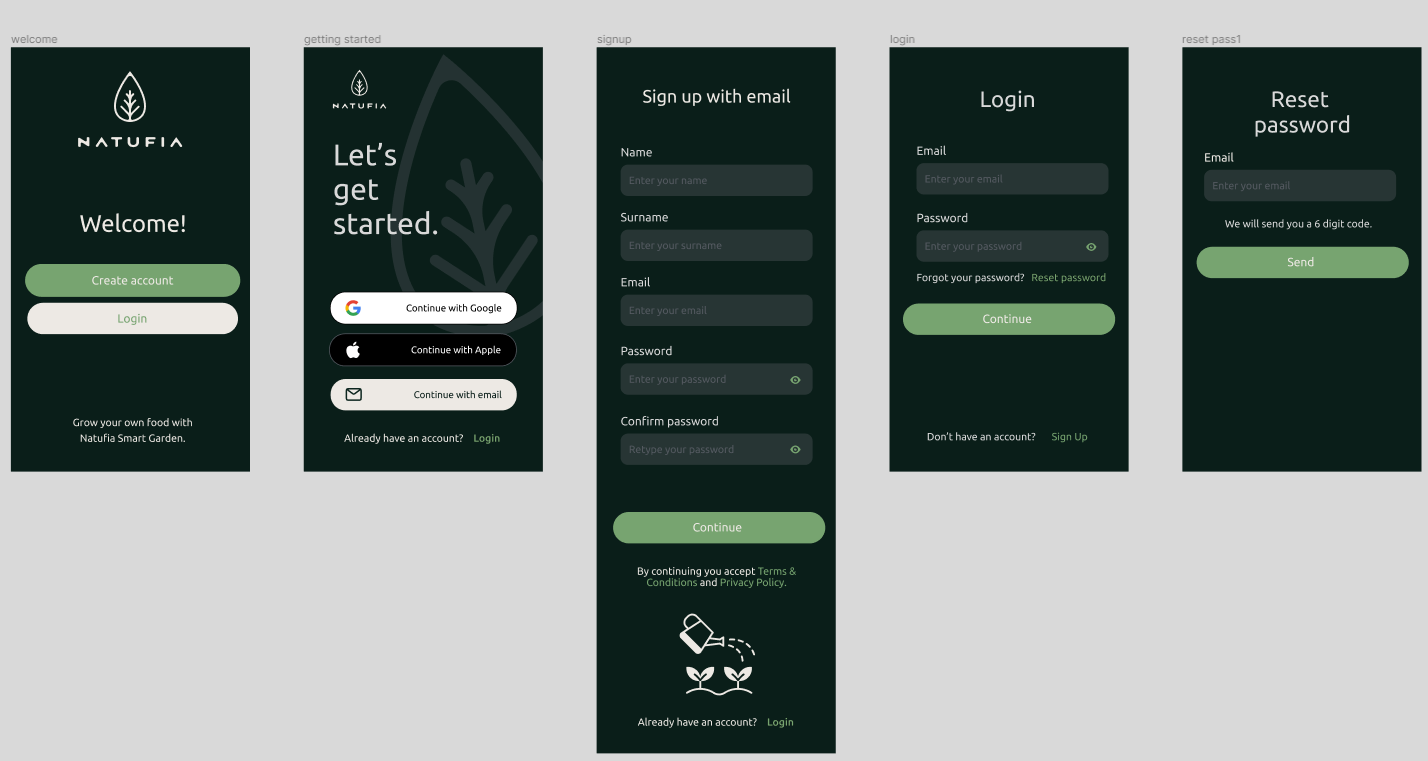 welcome
NATUFIA
Welcome!
Create account
Login
Grow your own food with
Natufia Smart Garden.
getting started
NATUFIA
Let's
get
started.
Continue with Google
Continue with Apple
Continue with email
Already have an account? Login
signup
Sign up with email
Name
Enter your name
Surname
Enter your surname
Email
Enter your email
Password
Enter your password
Confirm password
Retype your password
Continue
By continuing you accept Terms &
Conditions and Privacy Policy.
Already have an account? Login
login
Login
Email
Enter your email
Password
Enter your password
Forgot your password? Reset password
Continue
Don't have an account? Sign Up
reset pass1
Reset
password
Email
Enter your email
We will send you a 6 digit code.
Send